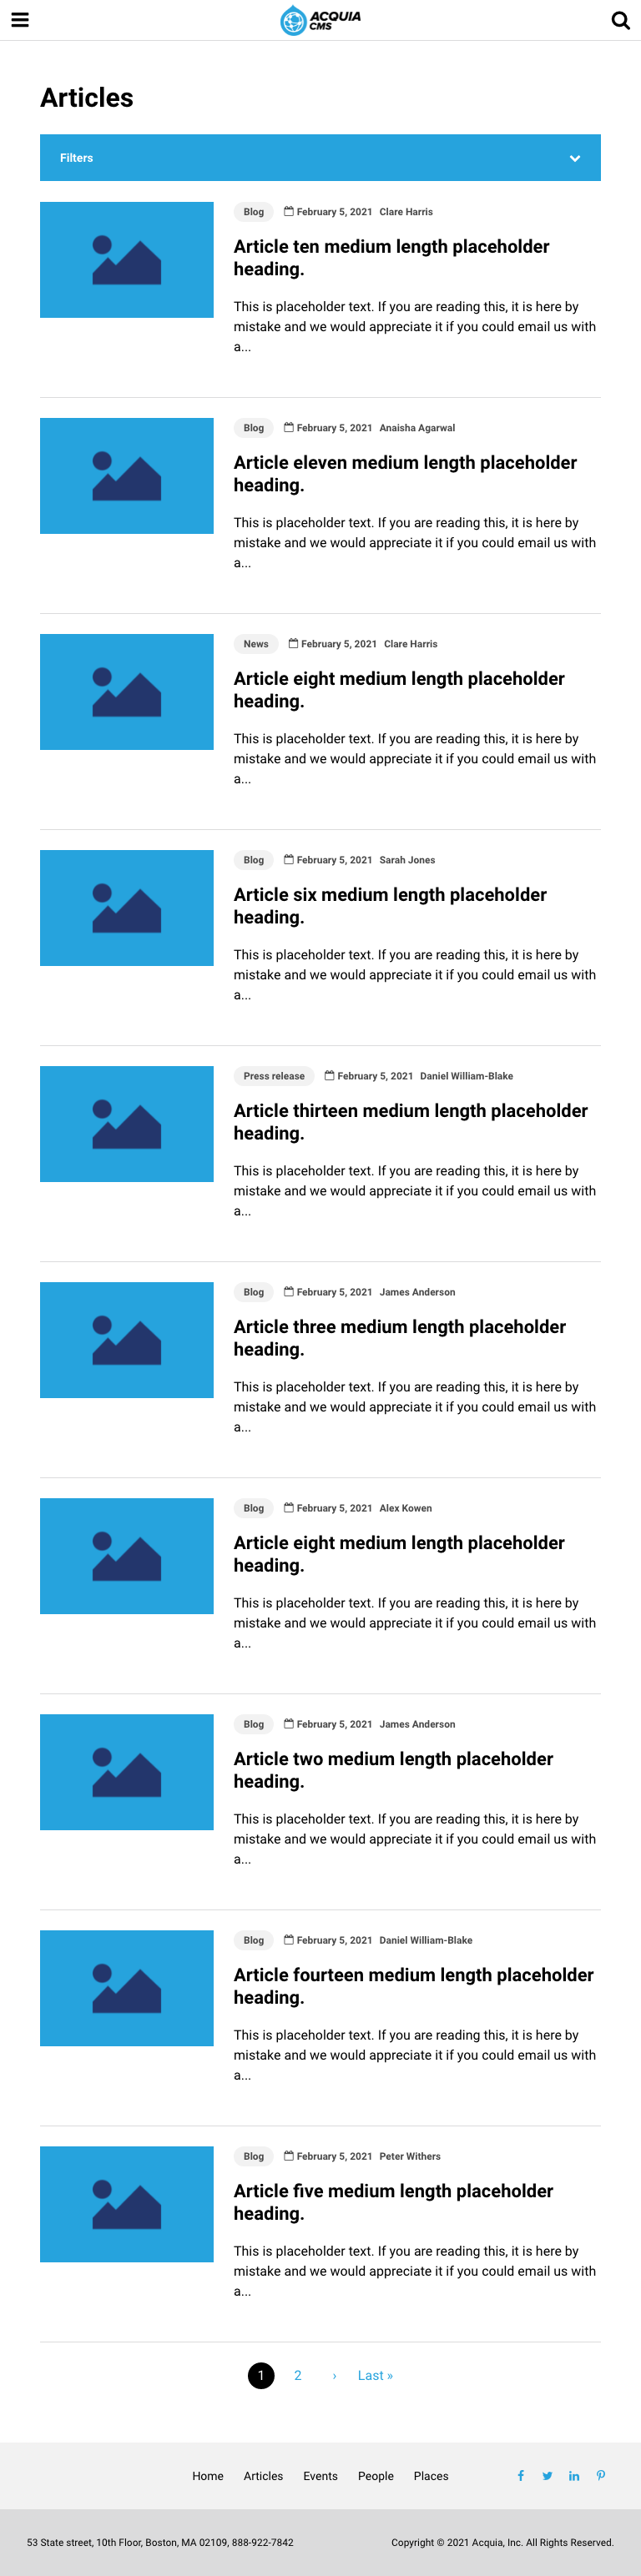 ACQUIA
CMS
Articles
Filters
Blog February 5, 2021 Clare Harris
Article ten medium length placeholder
heading.
This is placeholder text. If you are reading this, it is here by
mistake and we would appreciate it if you could email us with
a...
Blog February 5, 2021 Anaisha Agarwal
Article eleven medium length placeholder
heading.
This is placeholder text. If you are reading this, it is here by
mistake and we would appreciate it if you could email us with
a...
News February 5, 2021 Clare Harris
Article eight medium length placeholder
heading.
This is placeholder text. If you are reading this, it is here by
mistake and we would appreciate it if you could email us with
a...
Blog February 5, 2021 Sarah Jones
Article six medium length placeholder
heading.
This is placeholder text. If you are reading this, it is here by
mistake and we would appreciate it if you could email us with
a...
Press release February 5, 2021 Daniel William-Blake
Article thirteen medium length placeholder
heading.
This is placeholder text. If you are reading this, it is here by
mistake and we would appreciate it if you could email us with
a...
Blog February 5, 2021 James Anderson
Article three medium length placeholder
heading.
This is placeholder text. If you are reading this, it is here by
mistake and we would appreciate it if you could email us with
a...
Blog February 5, 2021 Alex Kowen
Article eight medium length placeholder
heading.
This is placeholder text. If you are reading this, it is here by
mistake and we would appreciate it if you could email us with
a...
Blog February 5, 2021 James Anderson
Article two medium length placeholder
heading.
This is placeholder text. If you are reading this, it is here by
mistake and we would appreciate it if you could email us with
a...
Blog February 5, 2021 Daniel William-Blake
Article fourteen medium length placeholder
heading.
This is placeholder text. If you are reading this, it is here by
mistake and we would appreciate it if you could email us with
a...
Blog February 5, 2021 Peter Withers
Article five medium length placeholder
heading.
This is placeholder text. If you are reading this, it is here by
mistake and we would appreciate it if you could email us with
a...
1 2 › Last »
Home Articles Events People Places
53 State street, 10th Floor, Boston, MA 02109, 888-922-7842 Copyright © 2021 Acquia, Inc. All Rights Reserved.